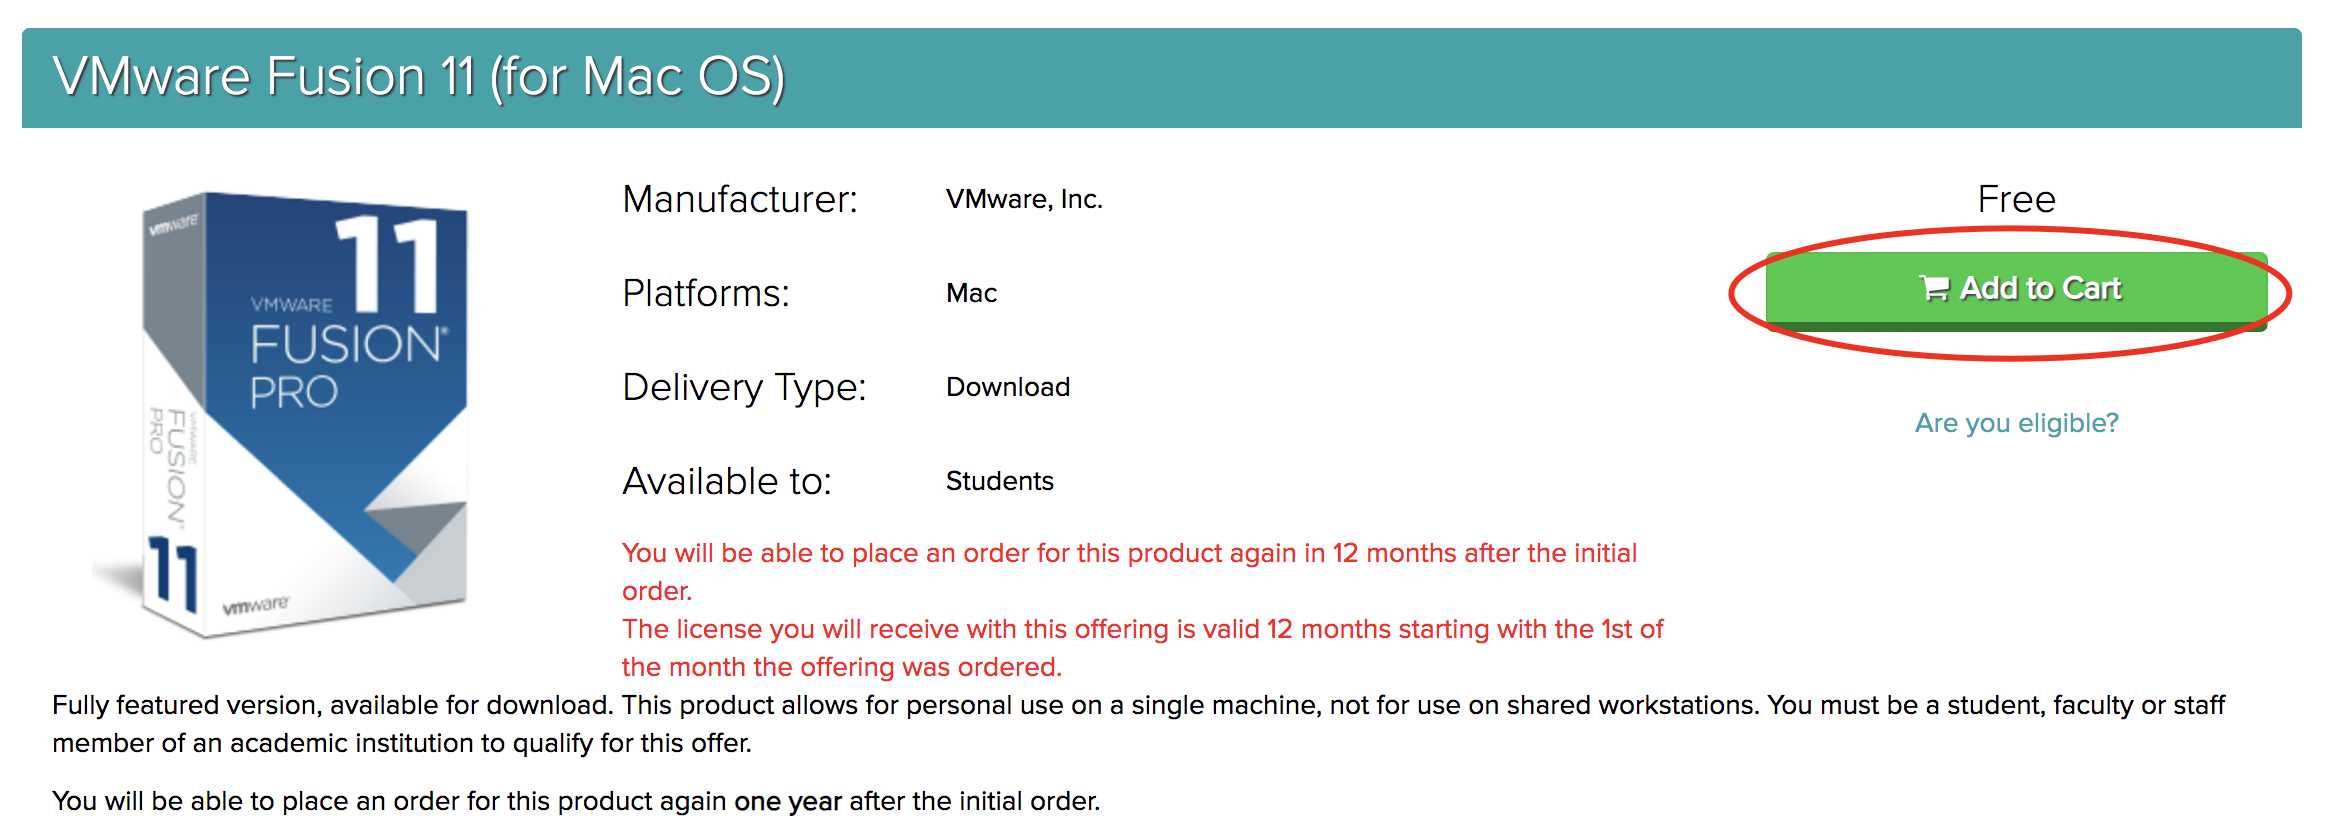 VMware Fusion 11 (for Mac OS)
vmware
11
VMWARE
FUSION®
PRO
VMWARE
FUSION®
PRO
11
vmware®
Manufacturer: VMware, Inc.
Platforms: Mac
Delivery Type: Download
Available to: Students
Free
Add to Cart
Are you eligible?
You will be able to place an order for this product again in 12 months after the initial
order.
The license you will receive with this offering is valid 12 months starting with the 1st of
the month the offering was ordered.
Fully featured version, available for download. This product allows for personal use on a single machine, not for use on shared workstations. You must be a student, faculty or staff
member of an academic institution to qualify for this offer.
You will be able to place an order for this product again one year after the initial order.